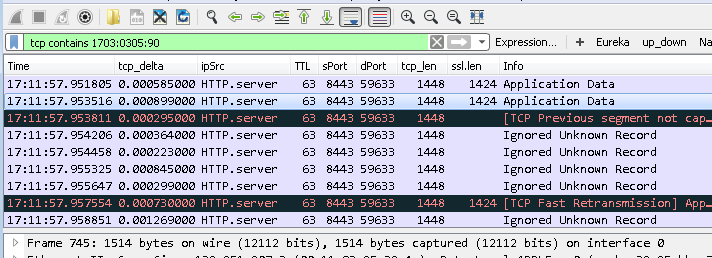 tcp contains 1703:0305:90 Expression... + Eureka up_down
Time tcp_delta ipSrc TTL sPort dPort tcp_len ssl.len Info
17:11:57.951805 0.000585000 HTTP.server 63 8443 59633 1448 1424 Application Data
17:11:57.953516 0.000899000 HTTP.server 63 8443 59633 1448 1424 Application Data
17:11:57.953811 0.000295000 HTTP.server 63 8443 59633 1448 [TCP Previous segment not cap…
17:11:57.954206 0.000364000 HTTP.server 63 8443 59633 1448 Ignored Unknown Record
17:11:57.954458 0.000223000 HTTP.server 63 8443 59633 1448 Ignored Unknown Record
17:11:57.955325 0.000845000 HTTP.server 63 8443 59633 1448 Ignored Unknown Record
17:11:57.955647 0.000299000 HTTP.server 63 8443 59633 1448 Ignored Unknown Record
17:11:57.957554 0.000730000 HTTP.server 63 8443 59633 1448 1424 [TCP Fast Retransmission] App…
17:11:57.958851 0.001269000 HTTP.server 63 8443 59633 1448 Ignored Unknown Record
Frame 745: 1514 bytes on wire (12112 bits), 1514 bytes captured (12112 bits) on interface 0